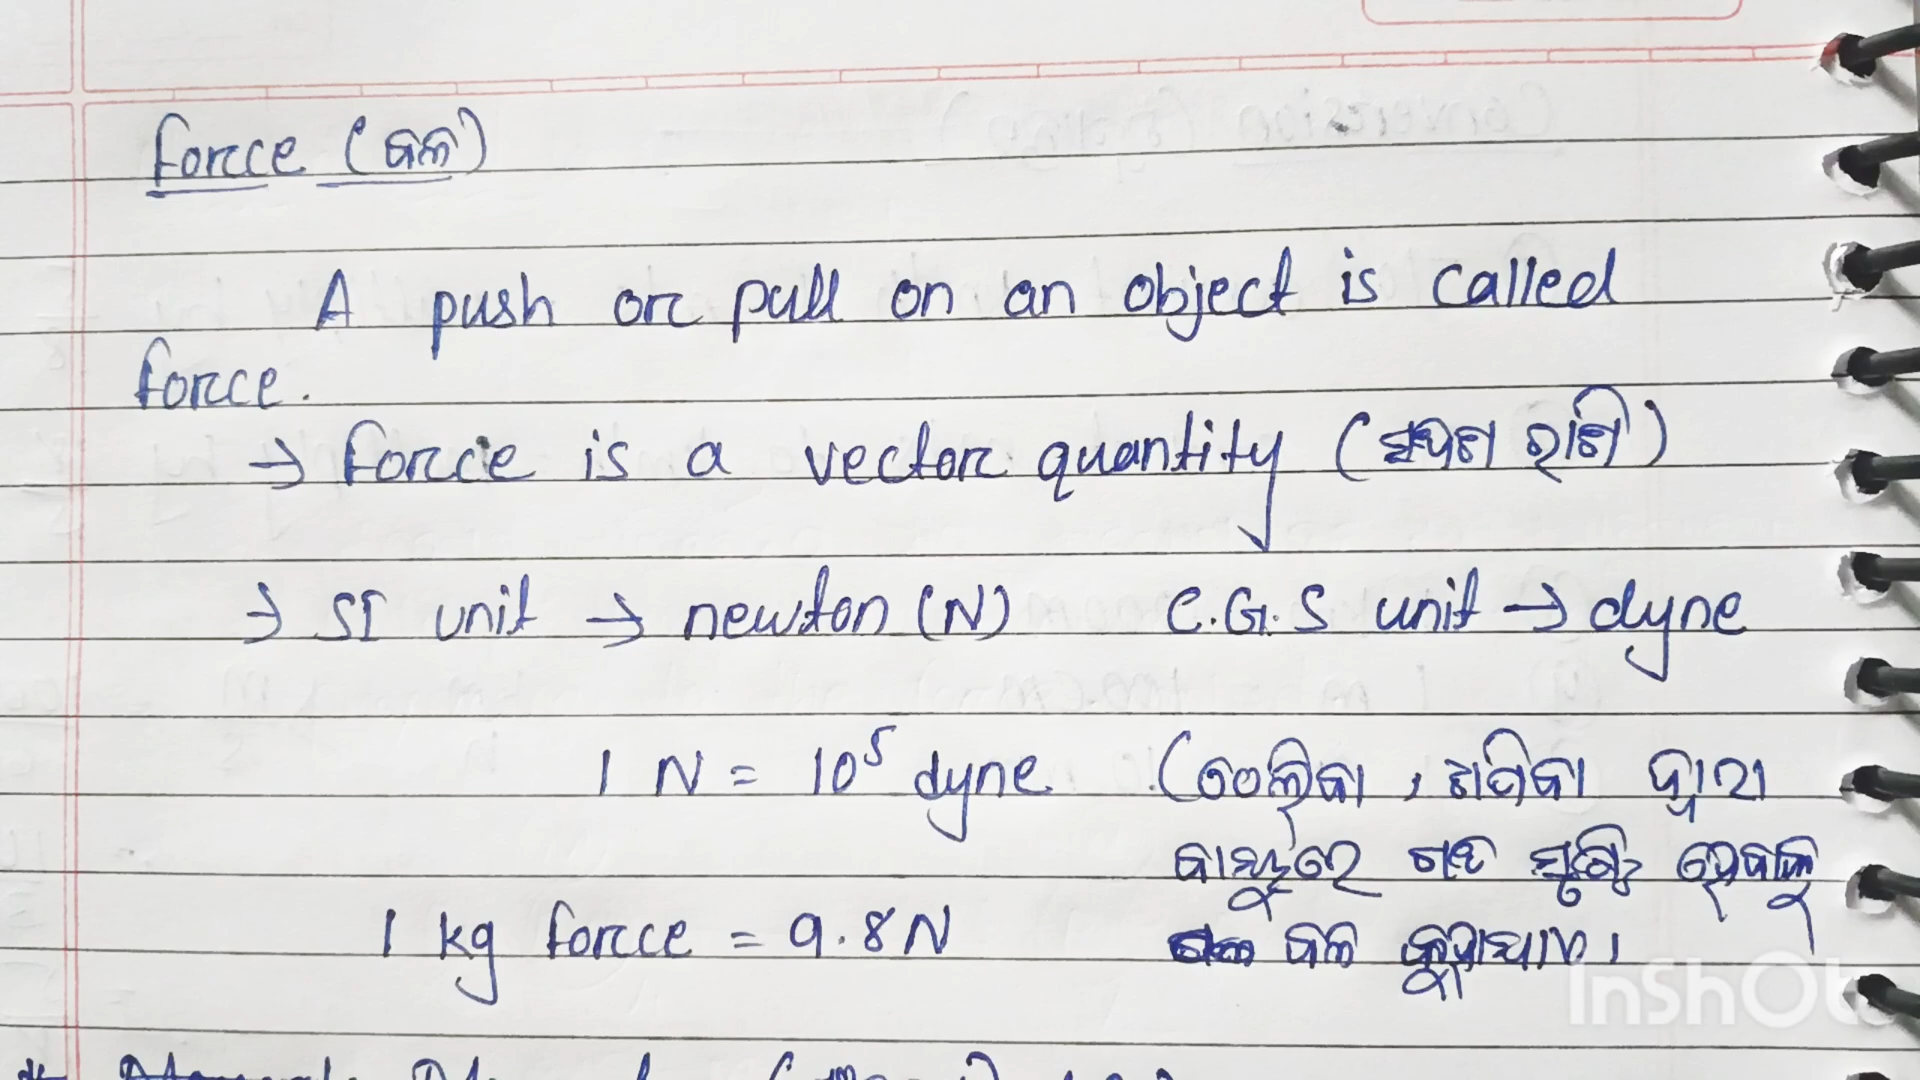 Force (ବଳ)
A push or pull on an object is called
force.
→ Force is a vector quantity (ସଦିଶ ରାଶି)
→ SI unit → newton (N) C.G.S unit → dyne
1 N = 10⁵ dyne (ଠେଲିବା, ଟାଣିବା ଦ୍ୱାରା
ବାସ୍ତୁରେ ଗତି ସୃଷ୍ଟି ହେବାକୁ
1 kg force = 9.8 N ବଳ କୁହାଯାଏ।
InShOt